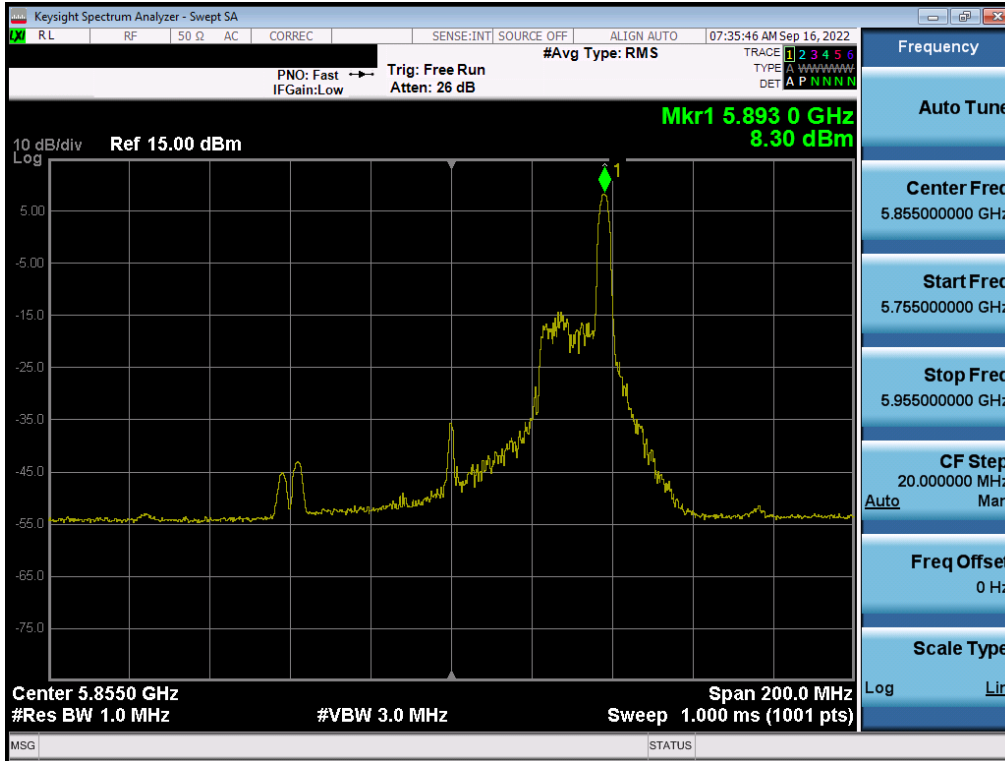 Keysight Spectrum Analyzer - Swept SA
LXI RL RF 50 Ω AC CORREC SENSE:INT SOURCE OFF ALIGN AUTO 07:35:46 AM Sep 16, 2022
#Avg Type: RMS TRACE 1 2 3 4 5 6
PNO: Fast Trig: Free Run TYPE A WWWWW
IFGain:Low Atten: 26 dB DET A P N N N N
Mkr1 5.893 0 GHz
8.30 dBm
10 dB/div Ref 15.00 dBm
Log
1
5.00
-5.00
-15.0
-25.0
-35.0
-45.0
-55.0
-65.0
-75.0
Center 5.8550 GHz Span 200.0 MHz
#Res BW 1.0 MHz #VBW 3.0 MHz Sweep 1.000 ms (1001 pts)
MSG STATUS
Frequency
Auto Tune
Center Freq
5.855000000 GHz
Start Freq
5.755000000 GHz
Stop Freq
5.955000000 GHz
CF Step
20.000000 MHz
Auto Man
Freq Offset
0 Hz
Scale Type
Log Lin